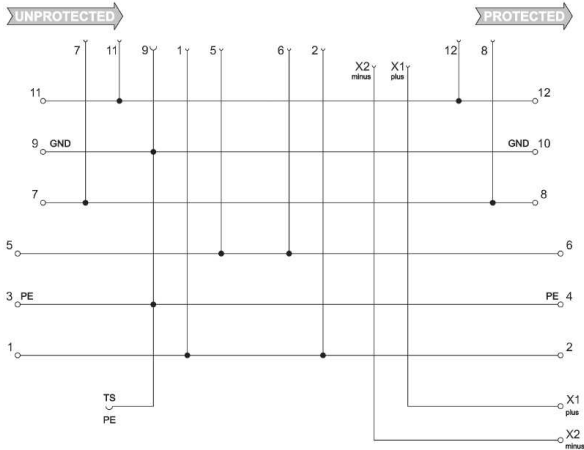 UNPROTECTED PROTECTED
7 11 9 1 5 6 2 12 8
X2 X1
minus plus
11 12
9 GND GND 10
7 8
5 6
3 PE PE 4
1 2
TS X1
plus
PE
X2
minus